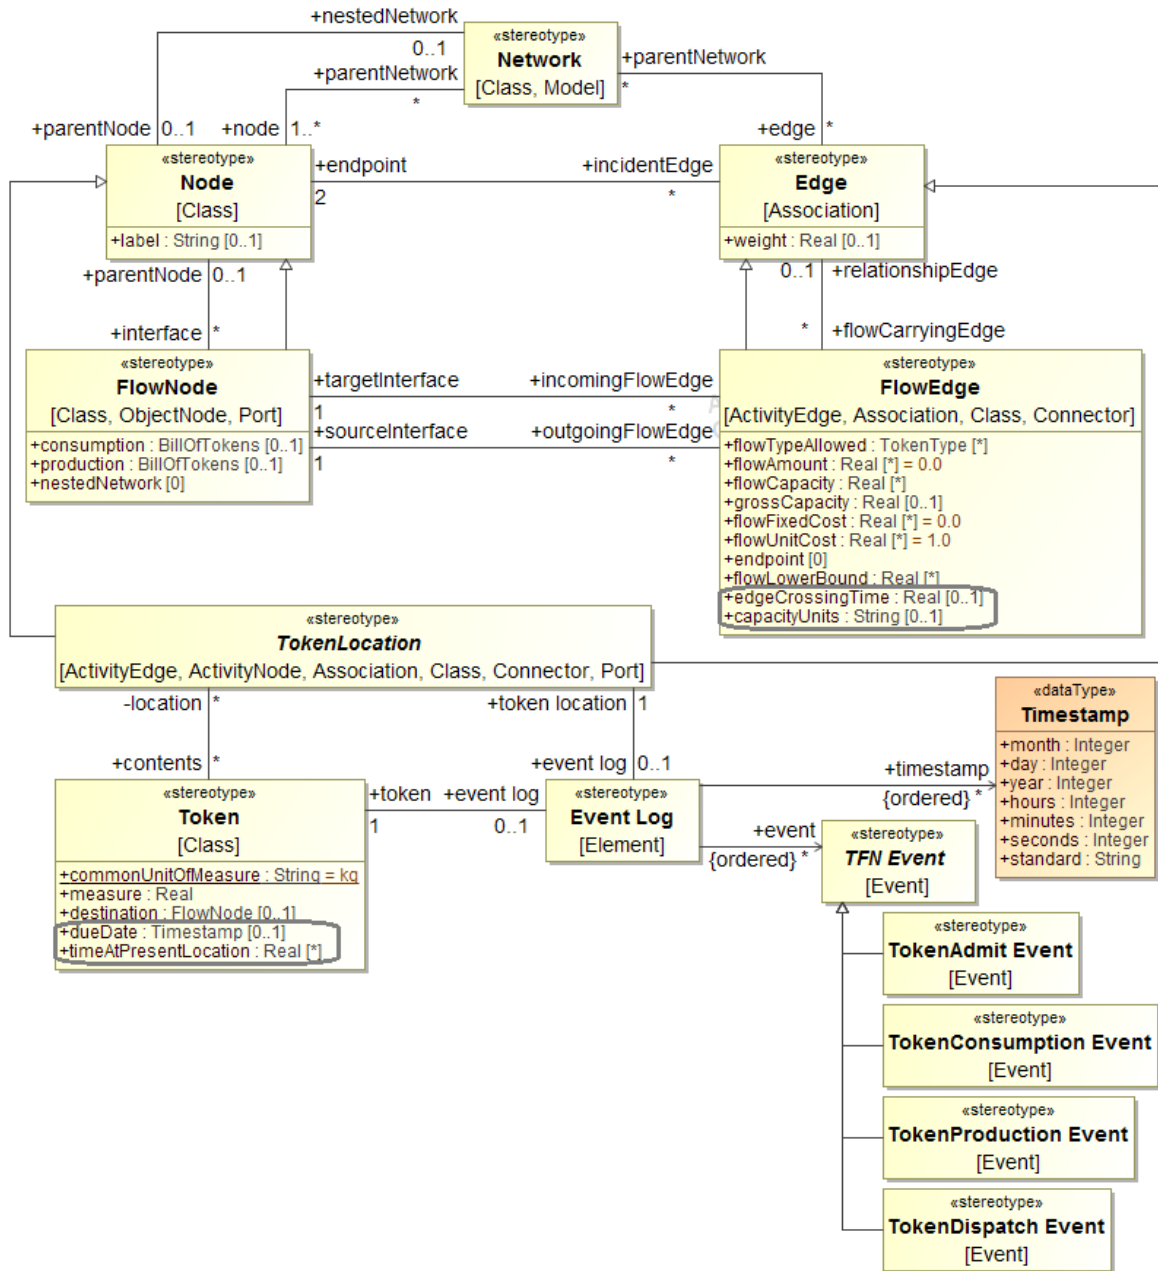 +nestedNetwork
0..1
«stereotype»
Network
[Class, Model]
+parentNetwork
*
+parentNetwork
*
+parentNode 0..1
+node 1..*
+edge *
«stereotype»
Node
[Class]
+label : String [0..1]
+endpoint
2
+incidentEdge
*
«stereotype»
Edge
[Association]
+weight : Real [0..1]
+parentNode 0..1
+interface *
0..1 +relationshipEdge
* +flowCarryingEdge
«stereotype»
FlowNode
[Class, ObjectNode, Port]
+consumption : BillOfTokens [0..1]
+production : BillOfTokens [0..1]
+nestedNetwork [0]
+targetInterface
1
+incomingFlowEdge
*
+sourceInterface
1
+outgoingFlowEdge
*
«stereotype»
FlowEdge
[ActivityEdge, Association, Class, Connector]
+flowTypeAllowed : TokenType [*]
+flowAmount : Real [*] = 0.0
+flowCapacity : Real [*]
+grossCapacity : Real [0..1]
+flowFixedCost : Real [*] = 0.0
+flowUnitCost : Real [*] = 1.0
+endpoint [0]
+flowLowerBound : Real [*]
+edgeCrossingTime : Real [0..1]
+capacityUnits : String [0..1]
«stereotype»
TokenLocation
[ActivityEdge, ActivityNode, Association, Class, Connector, Port]
-location *
+contents *
+token location 1
+event log 0..1
«stereotype»
Token
[Class]
+commonUnitOfMeasure : String = kg
+measure : Real
+destination : FlowNode [0..1]
+dueDate : Timestamp [0..1]
+timeAtPresentLocation : Real [*]
+token
1
+event log
0..1
«stereotype»
Event Log
[Element]
+timestamp
{ordered} *
+event
{ordered} *
«dataType»
Timestamp
+month : Integer
+day : Integer
+year : Integer
+hours : Integer
+minutes : Integer
+seconds : Integer
+standard : String
«stereotype»
TFN Event
[Event]
«stereotype»
TokenAdmit Event
[Event]
«stereotype»
TokenConsumption Event
[Event]
«stereotype»
TokenProduction Event
[Event]
«stereotype»
TokenDispatch Event
[Event]